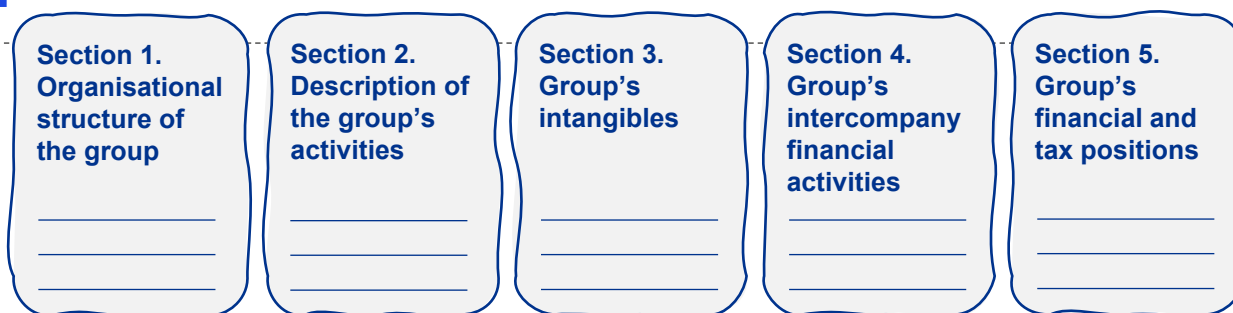 Section 1.
Organisational
structure of
the group
Section 2.
Description of
the group's
activities
Section 3.
Group's
intangibles
Section 4.
Group's
intercompany
financial
activities
Section 5.
Group's
financial and
tax positions